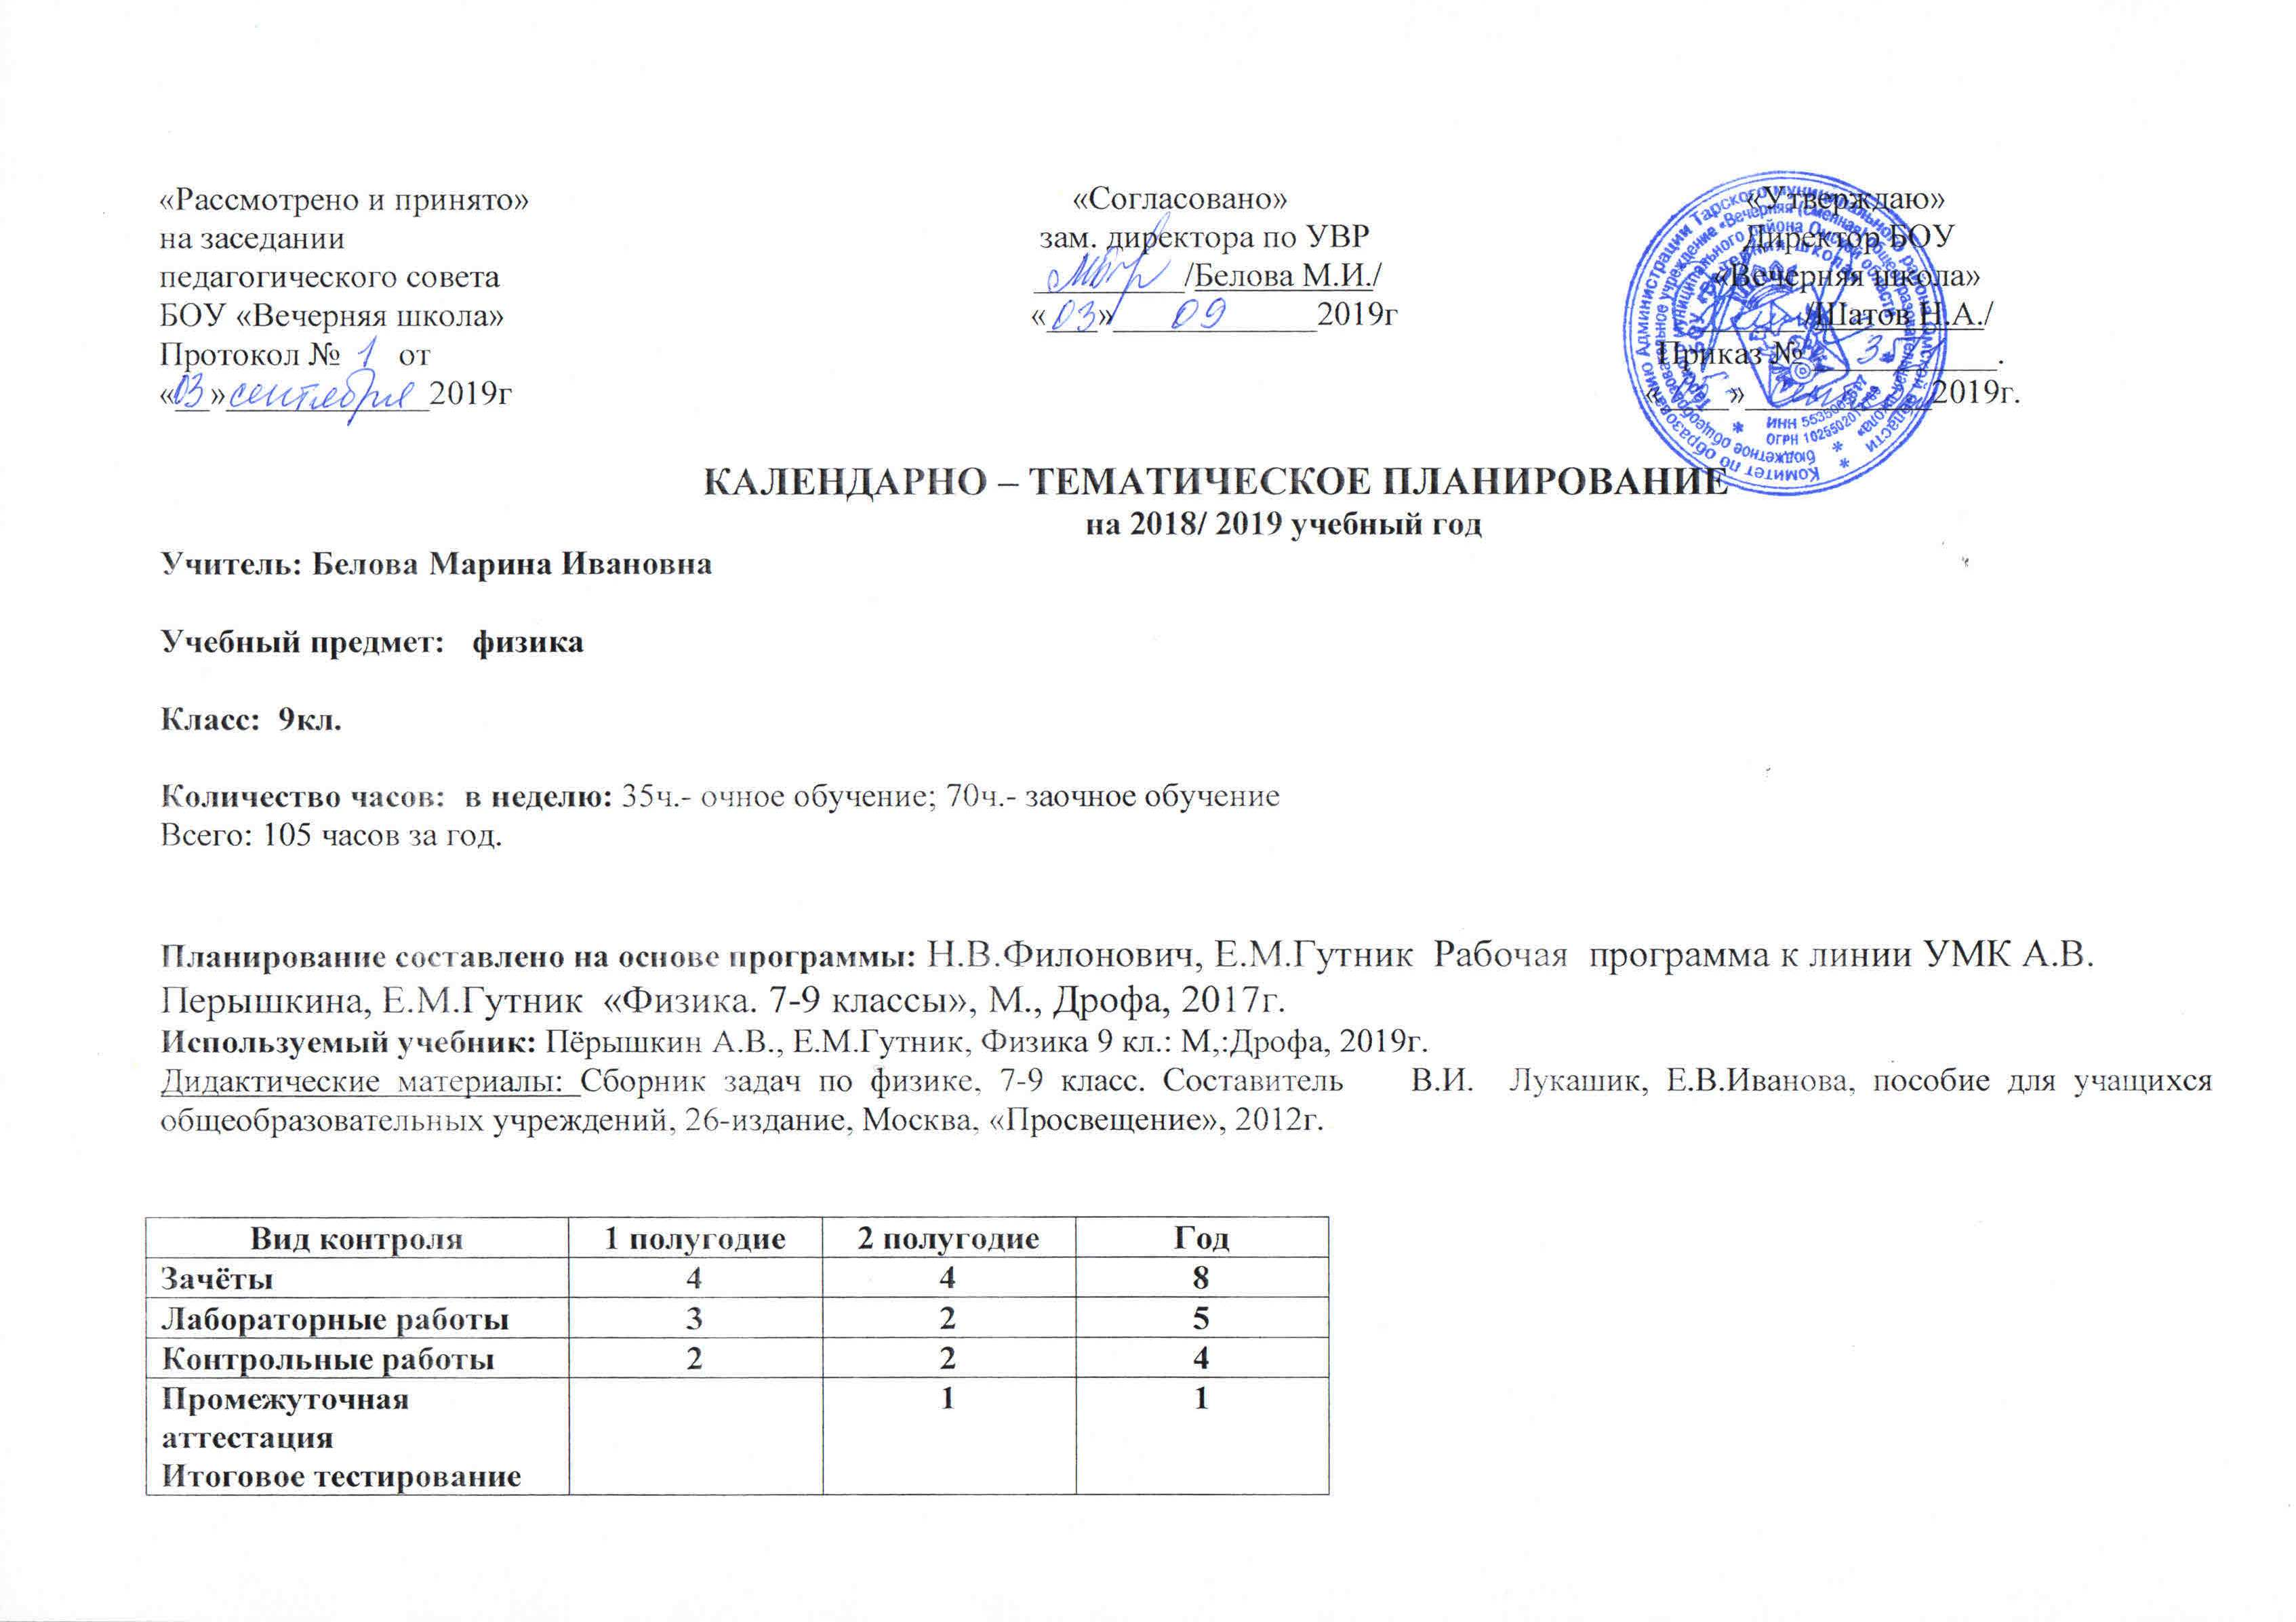 «Рассмотрено и принято»
на заседании
педагогического совета
БОУ «Вечерняя школа»
Протокол № 1 от
«03» сентября 2019г
«Согласовано»
зам. директора по УВР
/Белова М.И./
«03» 09 2019г
«Утверждаю»
Директор БОУ
«Вечерняя школа»
/Шатов Н.А./
Приказ № 35 .
« » 2019г.
КАЛЕНДАРНО – ТЕМАТИЧЕСКОЕ ПЛАНИРОВАНИЕ
на 2018/ 2019 учебный год
Учитель: Белова Марина Ивановна
Учебный предмет: физика
Класс: 9кл.
Количество часов: в неделю: 35ч.- очное обучение; 70ч.- заочное обучение
Всего: 105 часов за год.
Планирование составлено на основе программы: Н.В.Филонович, Е.М.Гутник Рабочая программа к линии УМК А.В.
Перышкина, Е.М.Гутник «Физика. 7-9 классы», М., Дрофа, 2017г.
Используемый учебник: Пёрышкин А.В., Е.М.Гутник, Физика 9 кл.: М,:Дрофа, 2019г.
Дидактические материалы: Сборник задач по физике, 7-9 класс. Составитель В.И. Лукашик, Е.В.Иванова, пособие для учащихся
общеобразовательных учреждений, 26-издание, Москва, «Просвещение», 2012г.
Вид контроля 1 полугодие 2 полугодие Год
Зачёты 4 4 8
Лабораторные работы 3 2 5
Контрольные работы 2 2 4
Промежуточная 1 1
аттестация
Итоговое тестирование